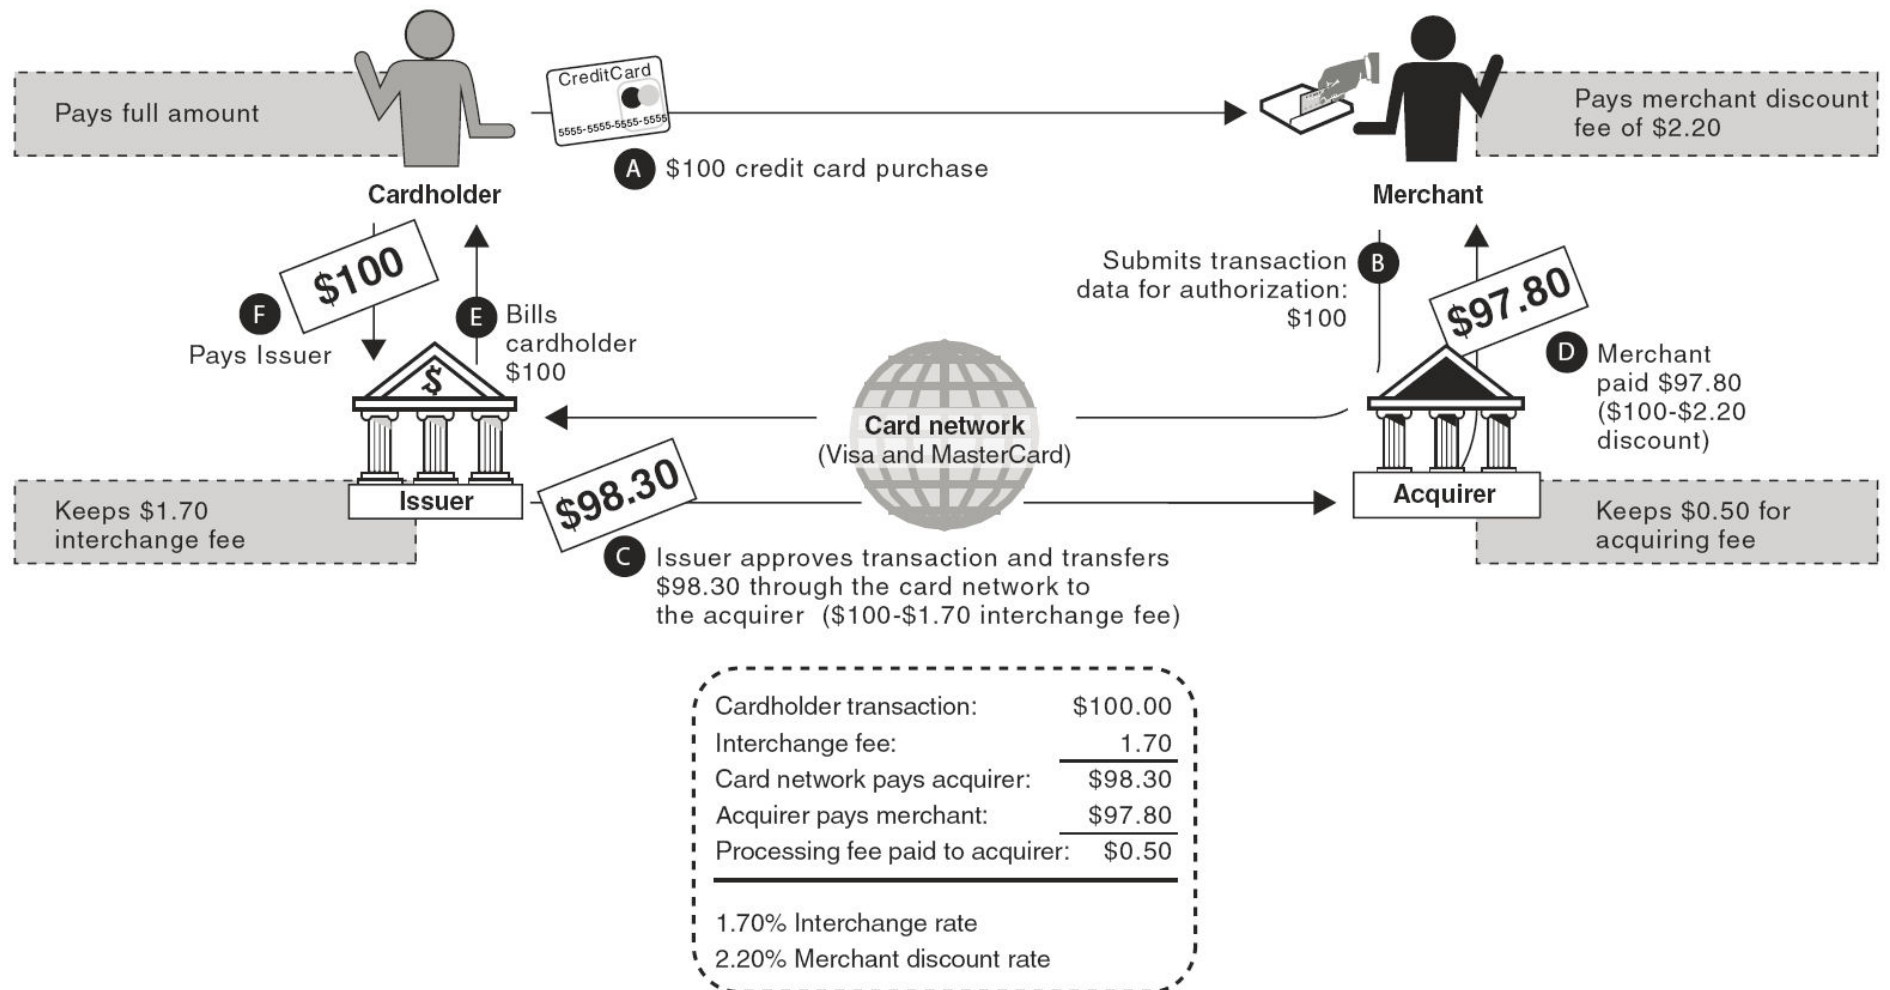 CreditCard
5555-5555-5555-5555
Pays full amount
Pays merchant discount
fee of $2.20
A $100 credit card purchase
Cardholder
Merchant
$100
F
Pays Issuer
E Bills
cardholder
$100
Submits transaction B
data for authorization:
$100
$97.80
D Merchant
paid $97.80
($100-$2.20
discount)
$
Card network
(Visa and MasterCard)
Issuer
Acquirer
Keeps $1.70
interchange fee
$98.30
Keeps $0.50 for
acquiring fee
C Issuer approves transaction and transfers
$98.30 through the card network to
the acquirer ($100-$1.70 interchange fee)
Cardholder transaction: $100.00
Interchange fee: 1.70
Card network pays acquirer: $98.30
Acquirer pays merchant: $97.80
Processing fee paid to acquirer: $0.50
1.70% Interchange rate
2.20% Merchant discount rate